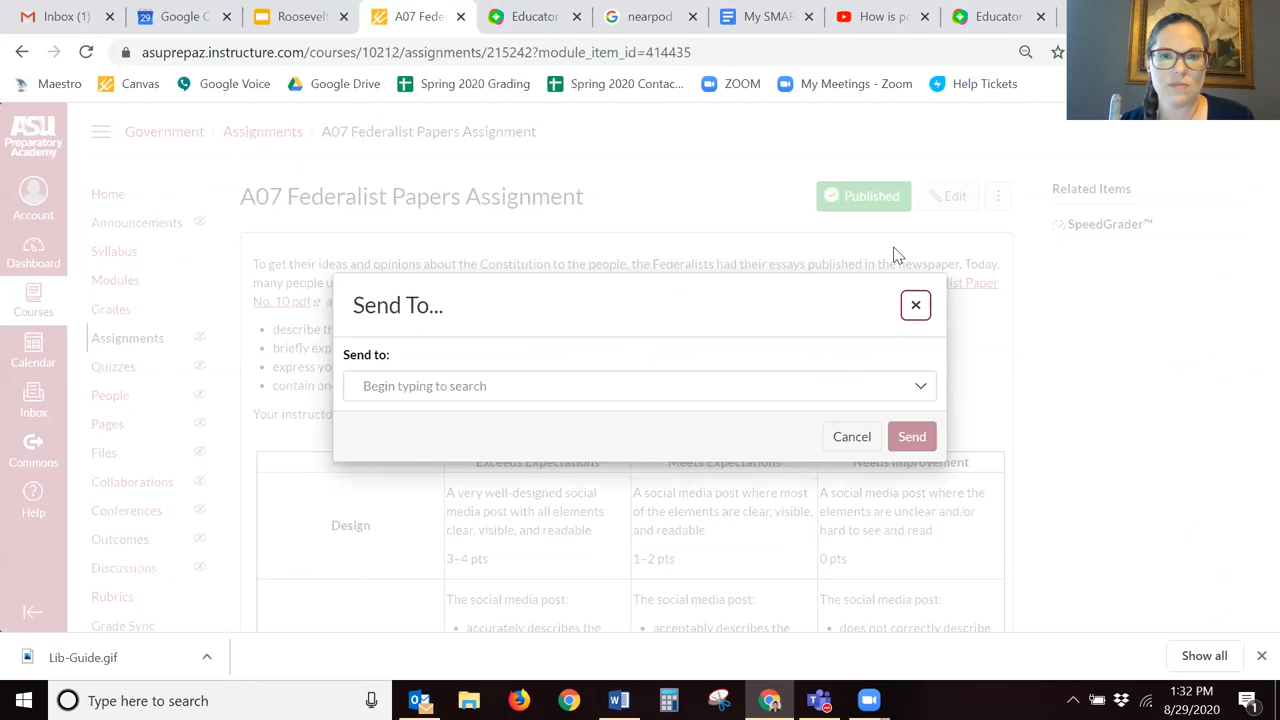 Inbox (
Google C
Roosevel
A07 Fede
Educator
nearpod
My SMAR
How is po
Educator
asuprepaz.instructure.com/courses/10212/assignments/215242?module_item_id=414435
Maestro
Canvas
Google Voice
Google Drive
Spring 2020 Grading
Spring 2020 Contac...
ZOOM
My Meetings - Zoom
Help Tickets
ASU
Preparatory
Academy
Account
Dashboard
Courses
Calendar
Inbox
Commons
Help
Government › Assignments › A07 Federalist Papers Assignment
Home
Announcements
Syllabus
Modules
Grades
Assignments
Quizzes
People
Pages
Files
Collaborations
Conferences
Outcomes
Discussions
Rubrics
Grade Sync
A07 Federalist Papers Assignment
Published
Edit
Related Items
SpeedGrader™
To get their ideas and opinions about the Constitution to the people, the Federalists had their essays published in the newspaper. Today,
many people u
list Paper
No. 10 pdf
• describe th
• briefly exp
• express yo
• contain on
Your instructo
Send To...
Send to:
Begin typing to search
Cancel
Send
Exceeds Expectations
Meets Expectations
Needs Improvement
Design
A very well-designed social
media post with all elements
clear, visible, and readable
3–4 pts
A social media post where most
of the elements are clear, visible,
and readable
1–2 pts
A social media post where the
elements are unclear and/or
hard to see and read
0 pts
The social media post:
• accurately describes the
The social media post:
• acceptably describes the
The social media post:
• does not correctly describe
Lib-Guide.gif
Show all
Type here to search
1:32 PM
8/29/2020
1